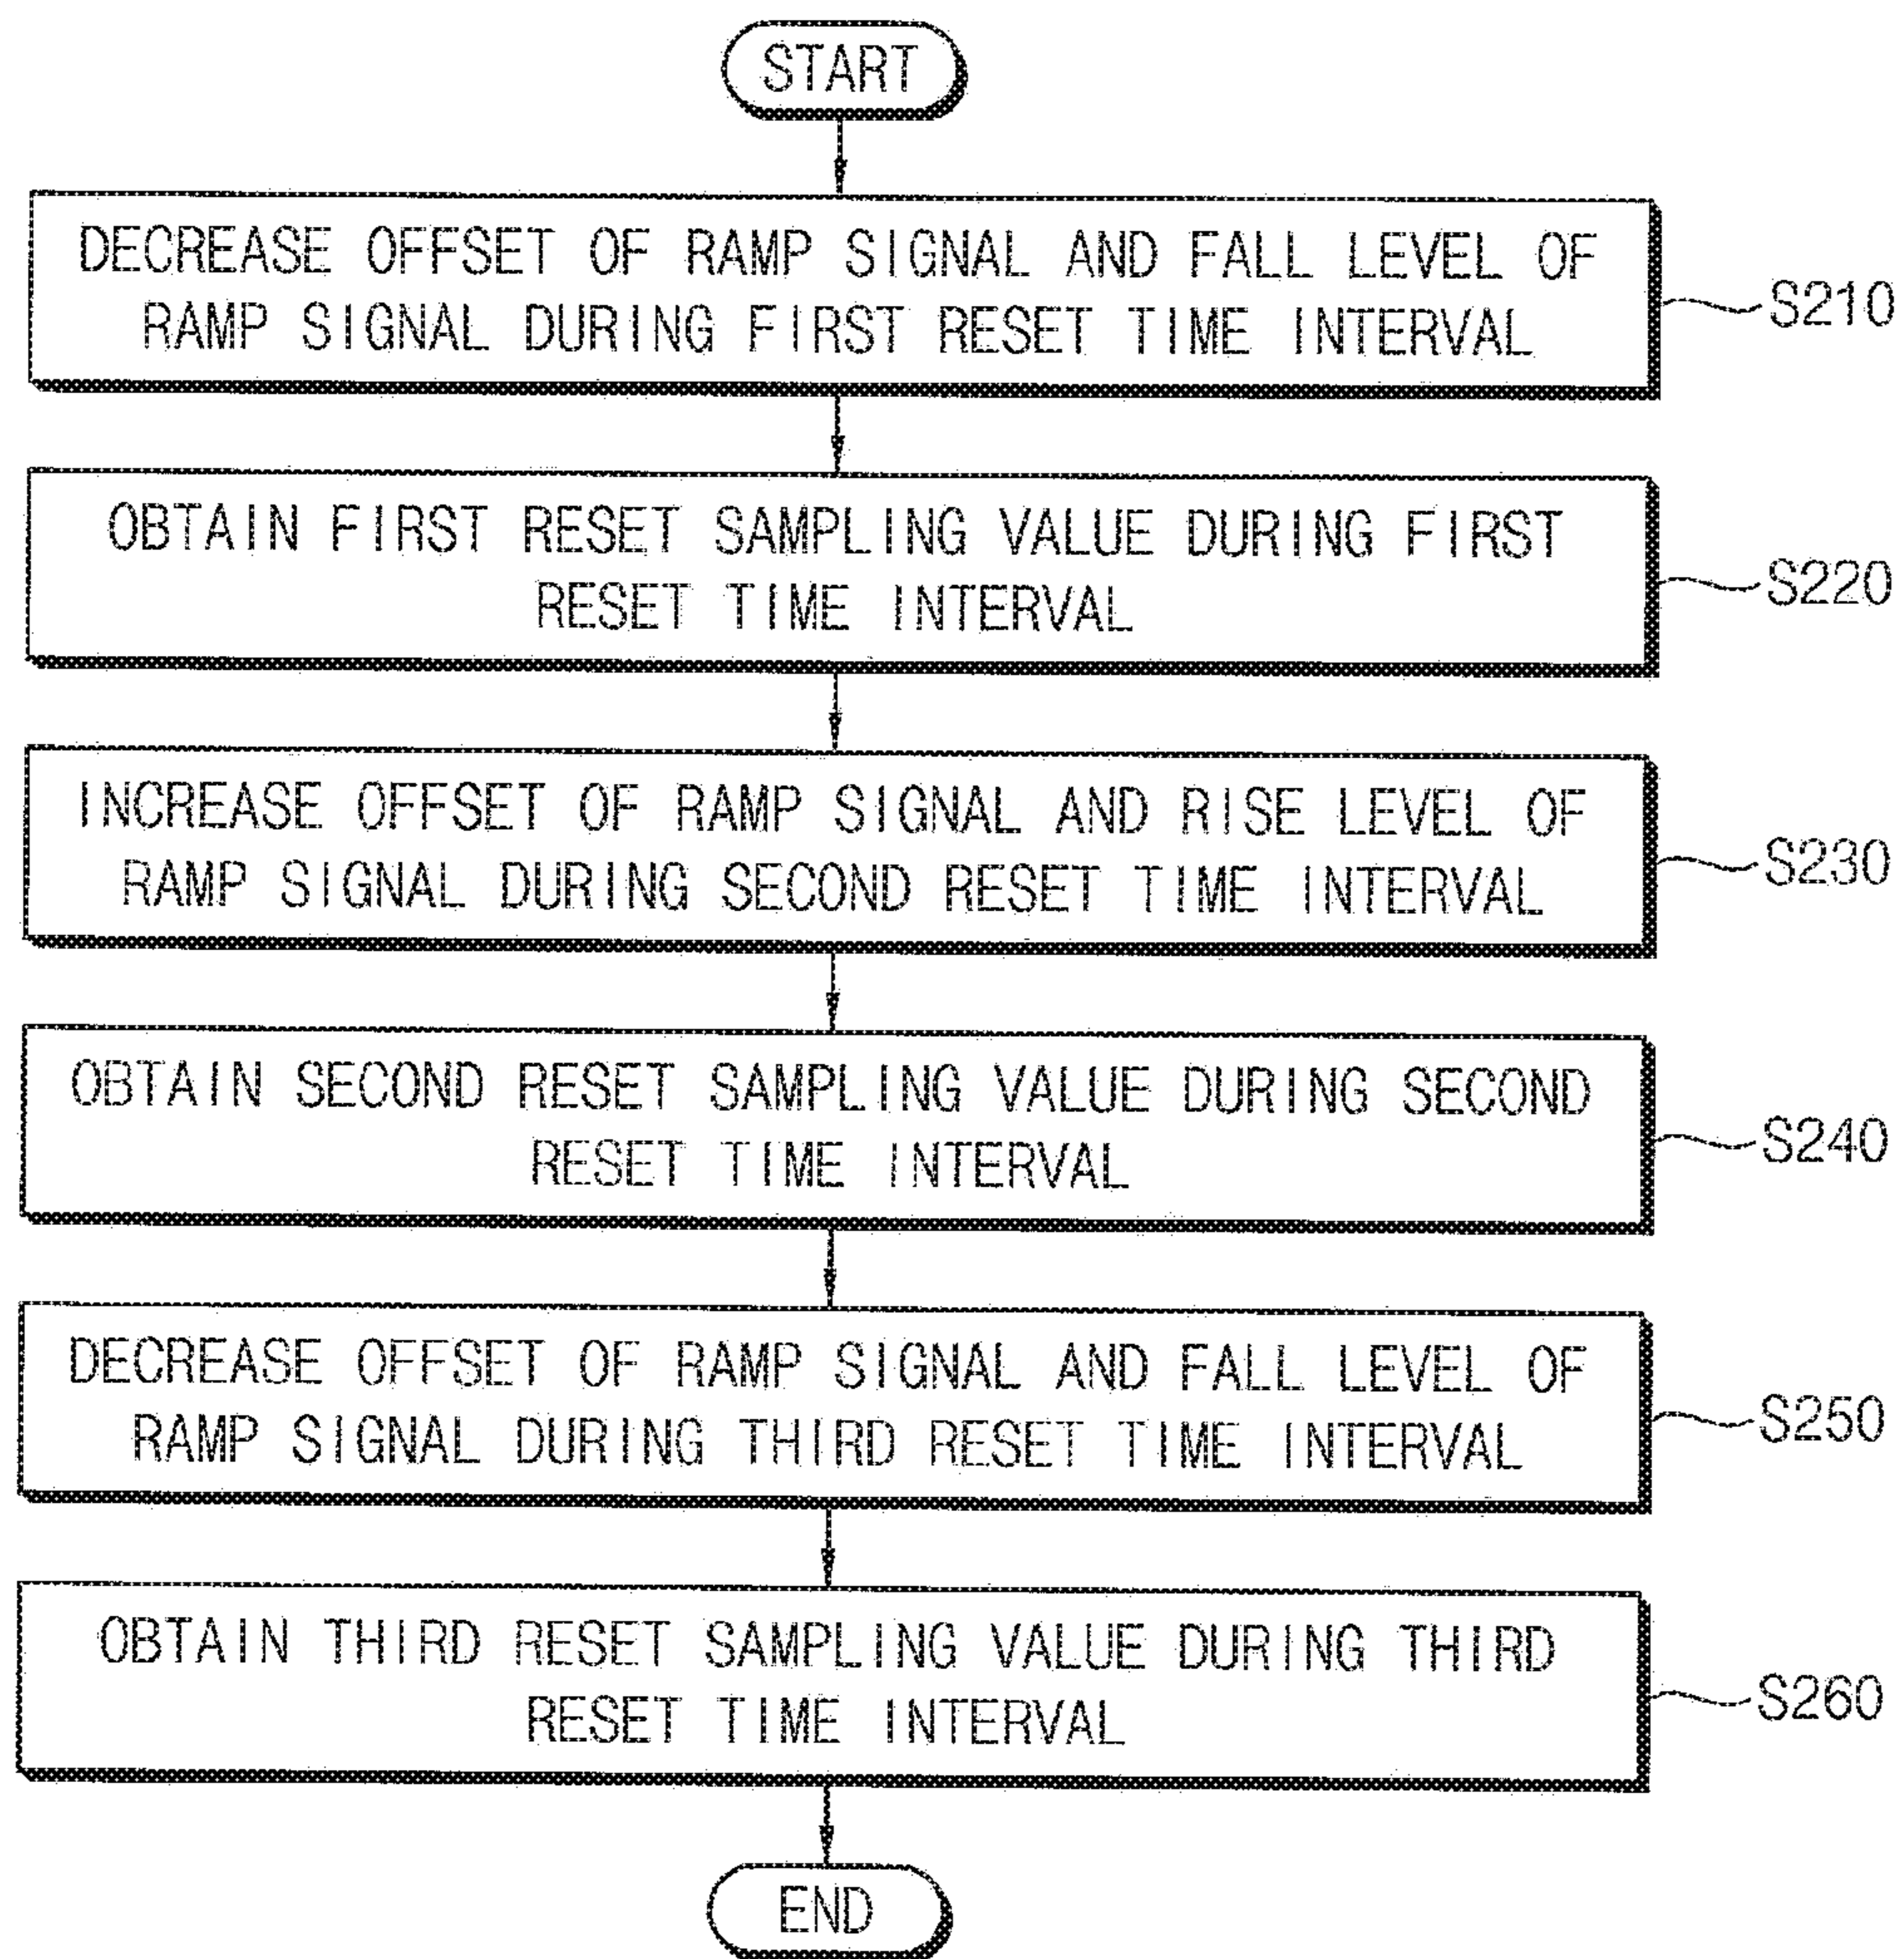 START
DECREASE OFFSET OF RAMP SIGNAL AND FALL LEVEL OF
RAMP SIGNAL DURING FIRST RESET TIME INTERVAL
S210
OBTAIN FIRST RESET SAMPLING VALUE DURING FIRST
RESET TIME INTERVAL
S220
INCREASE OFFSET OF RAMP SIGNAL AND RISE LEVEL OF
RAMP SIGNAL DURING SECOND RESET TIME INTERVAL
S230
OBTAIN SECOND RESET SAMPLING VALUE DURING SECOND
RESET TIME INTERVAL
S240
DECREASE OFFSET OF RAMP SIGNAL AND FALL LEVEL OF
RAMP SIGNAL DURING THIRD RESET TIME INTERVAL
S250
OBTAIN THIRD RESET SAMPLING VALUE DURING THIRD
RESET TIME INTERVAL
S260
END